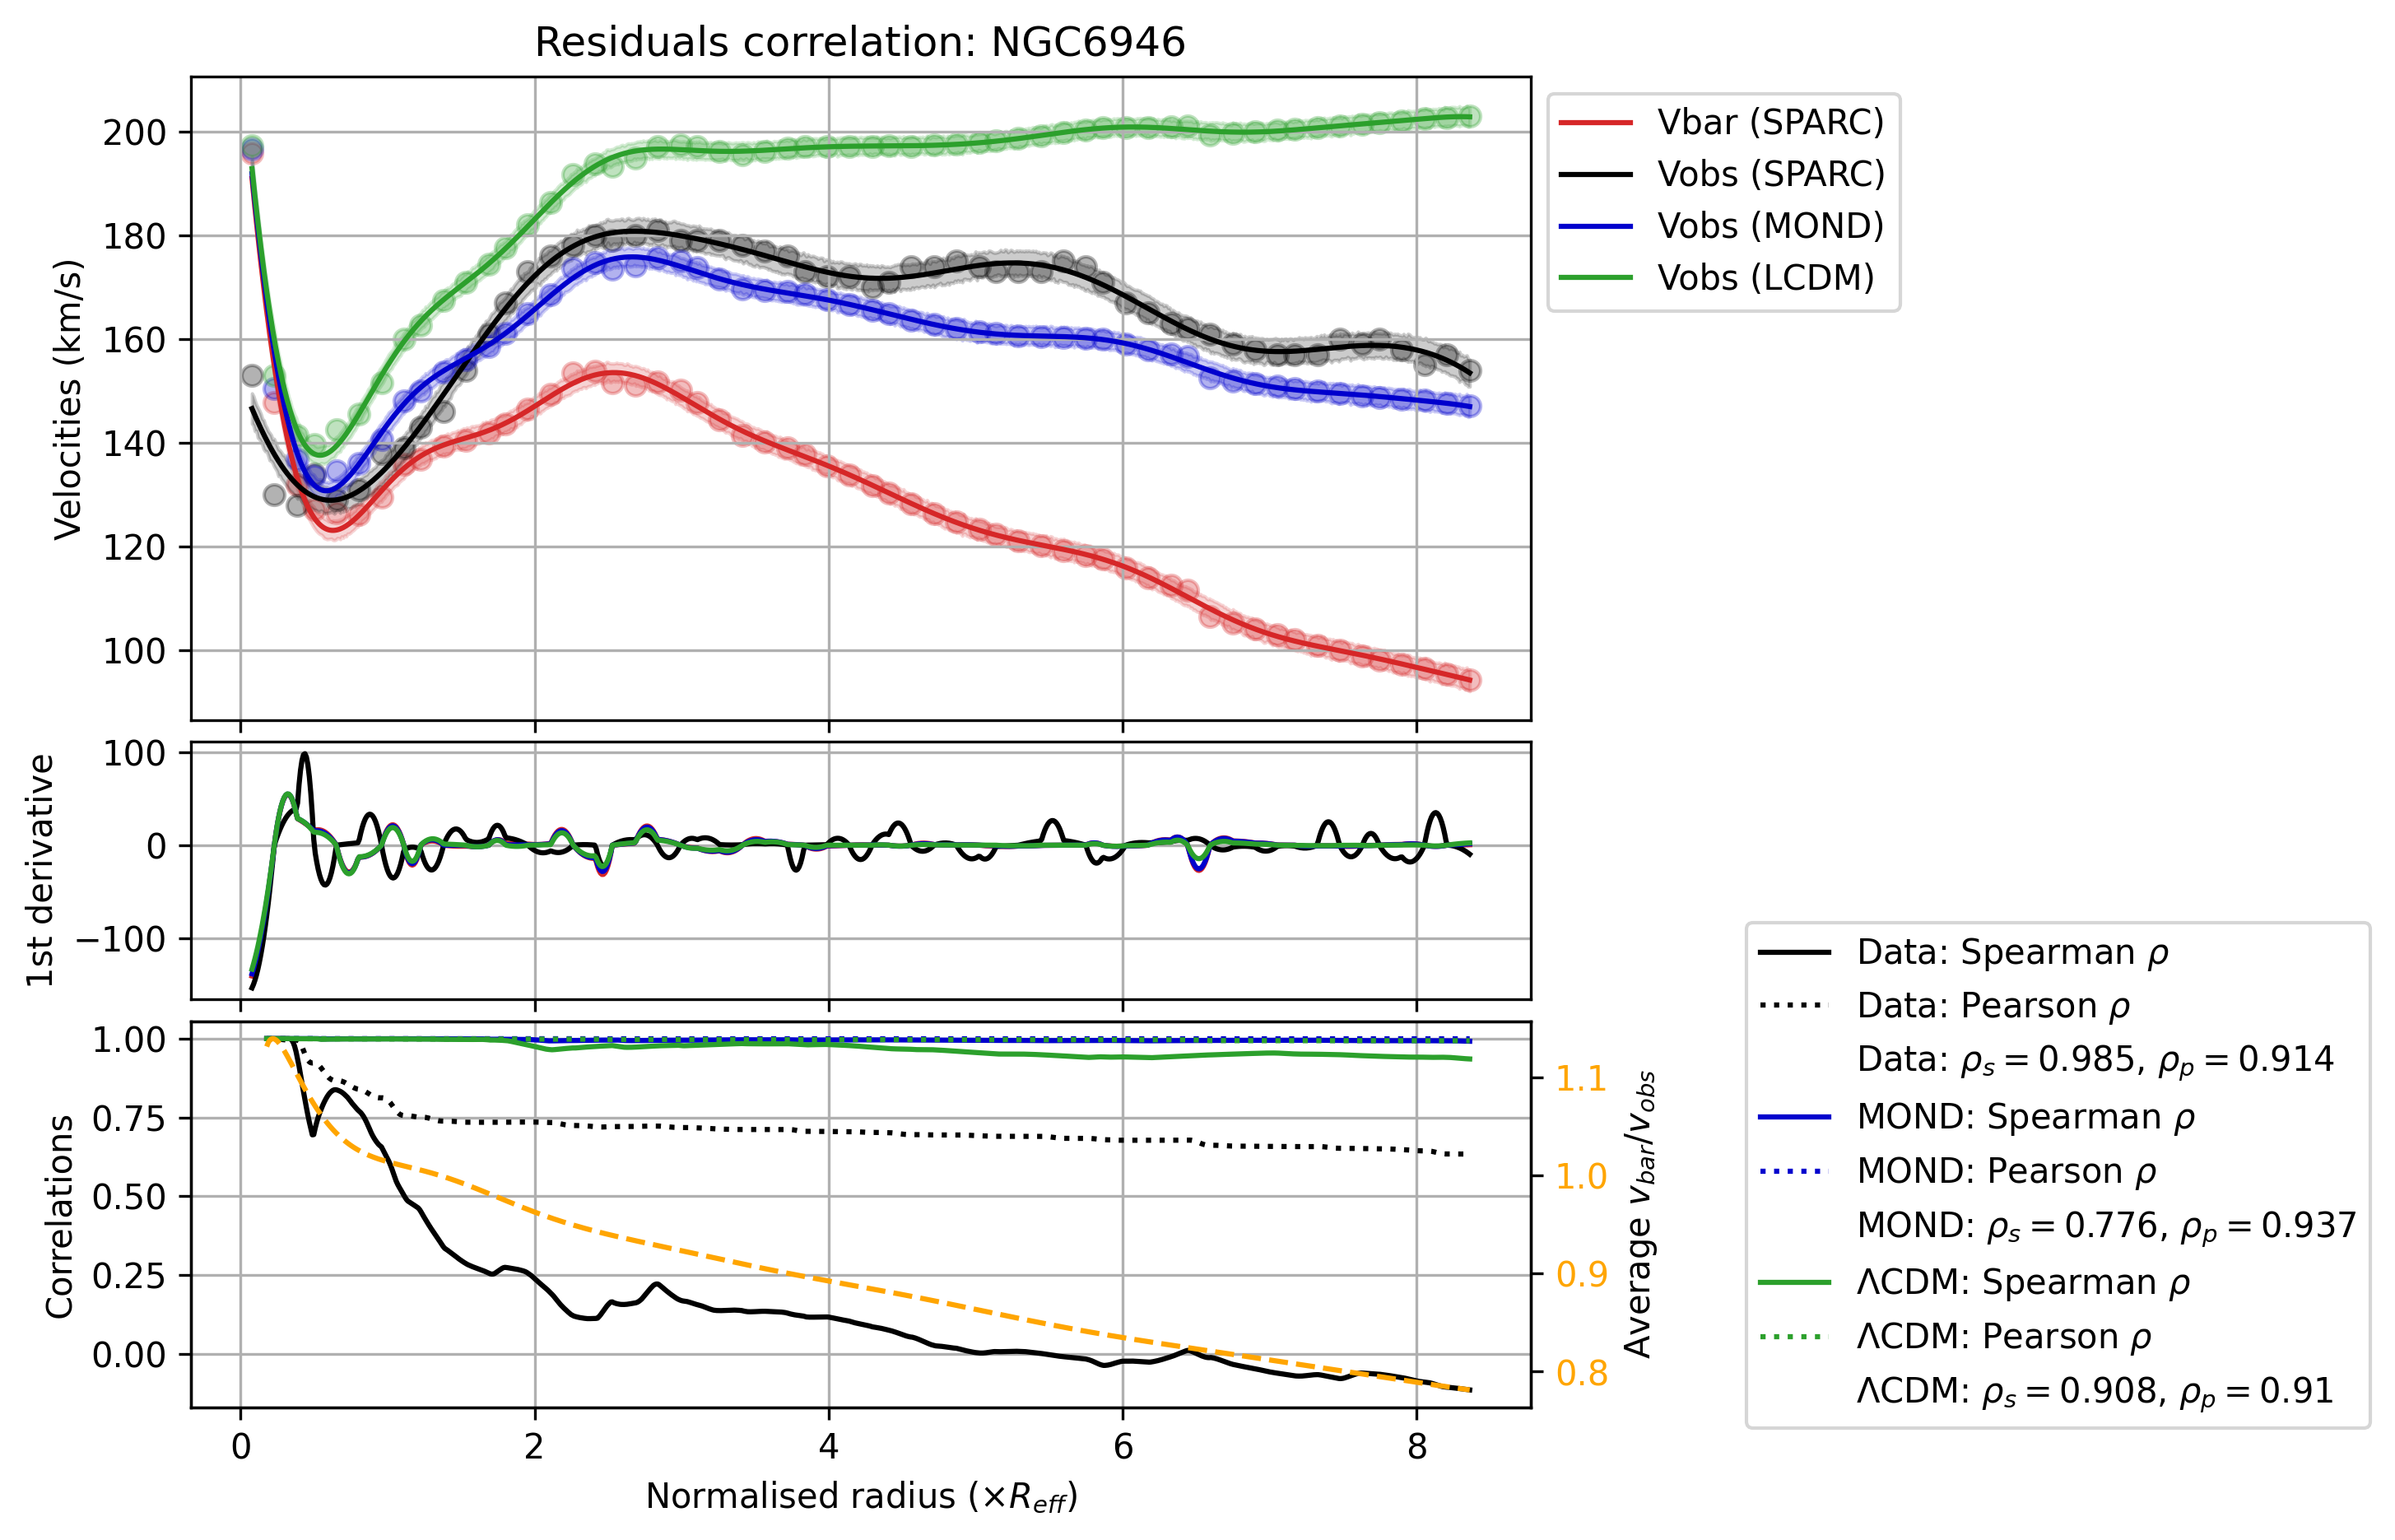 Residuals correlation: NGC6946
200
180
160
140
120
100
Velocities (km/s)
Vbar (SPARC)
Vobs (SPARC)
Vobs (MOND)
Vobs (LCDM)
100
0
−100
1st derivative
1.00
0.75
0.50
0.25
0.00
Correlations
1.1
1.0
0.9
0.8
Average v_bar/v_obs
0 2 4 6 8
Normalised radius (×R_eff)
Data: Spearman ρ
Data: Pearson ρ
Data: ρ_s = 0.985, ρ_p = 0.914
MOND: Spearman ρ
MOND: Pearson ρ
MOND: ρ_s = 0.776, ρ_p = 0.937
ΛCDM: Spearman ρ
ΛCDM: Pearson ρ
ΛCDM: ρ_s = 0.908, ρ_p = 0.91